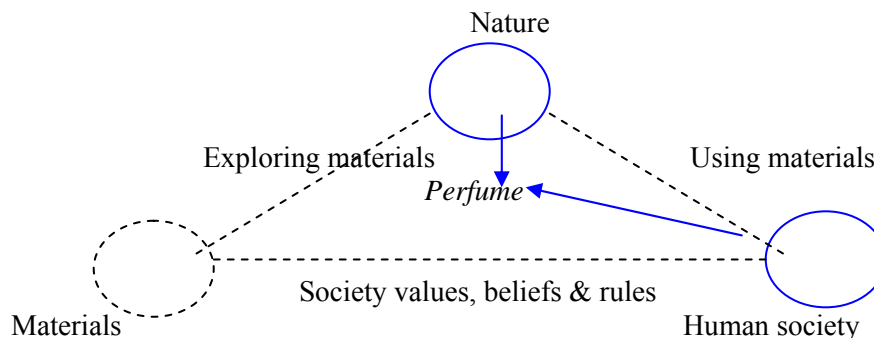 Nature
Exploring materials
Using materials
Perfume
Society values, beliefs & rules
Materials
Human society